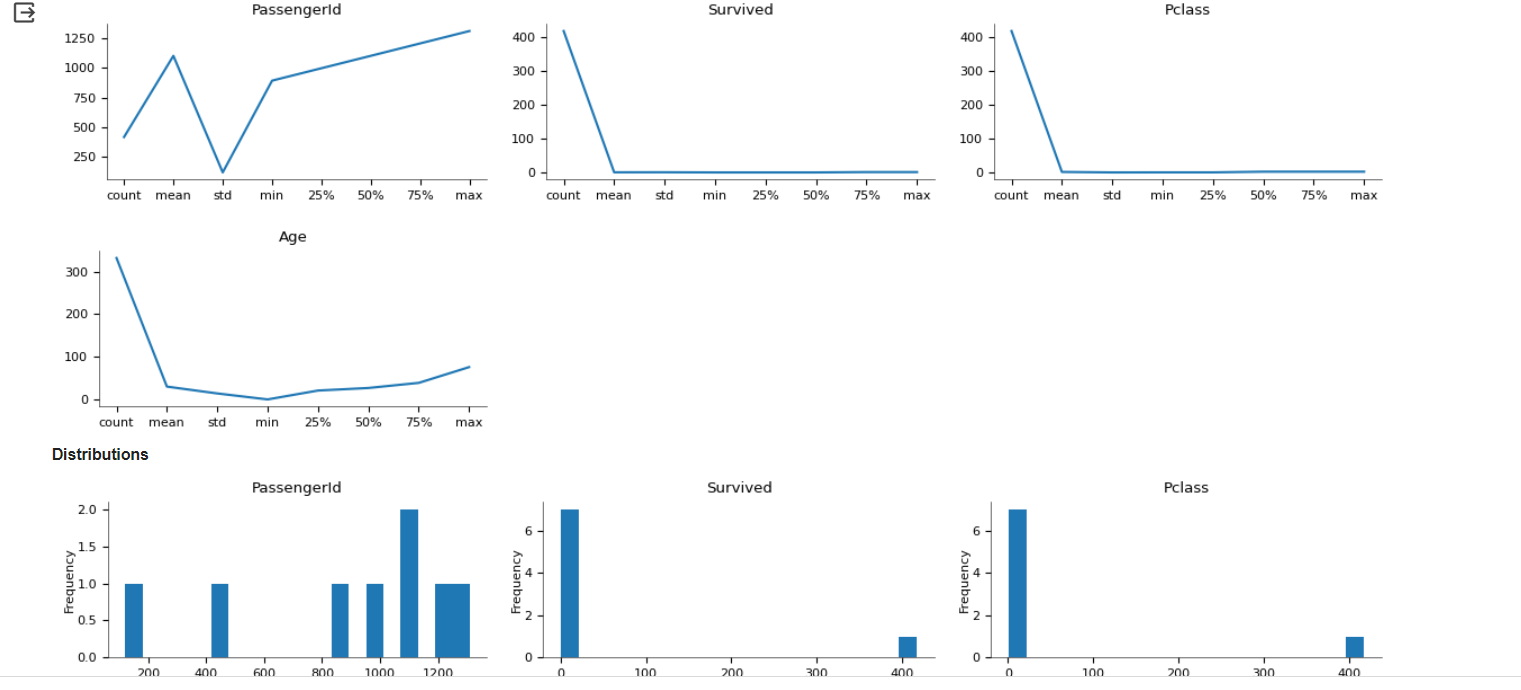 PassengerId Survived Pclass
1250 400 400
1000 300 300
750 200 200
500 100 100
250 0 0
count mean std min 25% 50% 75% max count mean std min 25% 50% 75% max count mean std min 25% 50% 75% max
Age
300
200
100
0
count mean std min 25% 50% 75% max
Distributions
PassengerId Survived Pclass
2.0
1.5 6 6
1.0 4 4
0.5 2 2
0.0 0 0
Frequency Frequency Frequency
200 400 600 800 1000 1200 0 100 200 300 400 0 100 200 300 400